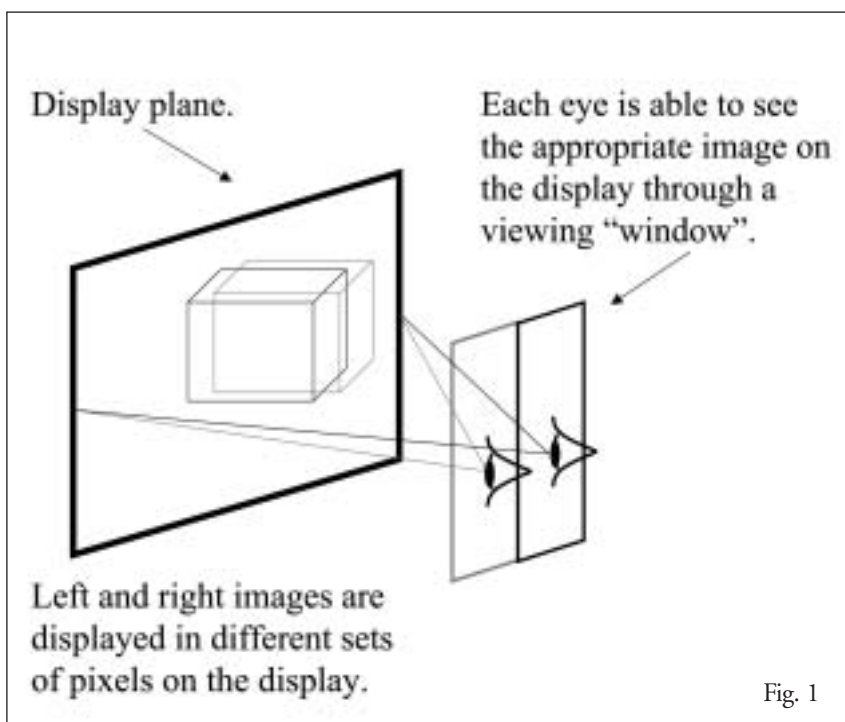 Display plane.
Each eye is able to see
the appropriate image on
the display through a
viewing “window”.
Left and right images are
displayed in different sets
of pixels on the display.
Fig. 1